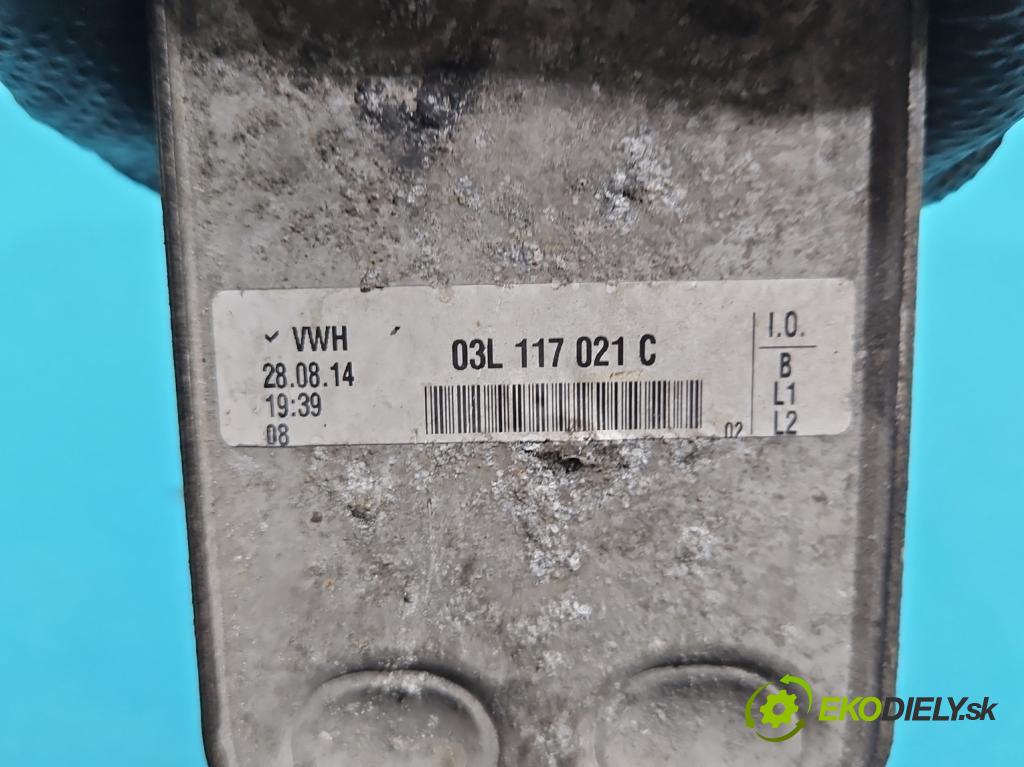 VWH
28.08.14
19:39
08
03L 117 021 C
02
I.O.
B
L1
L2
EKODIELY.sk